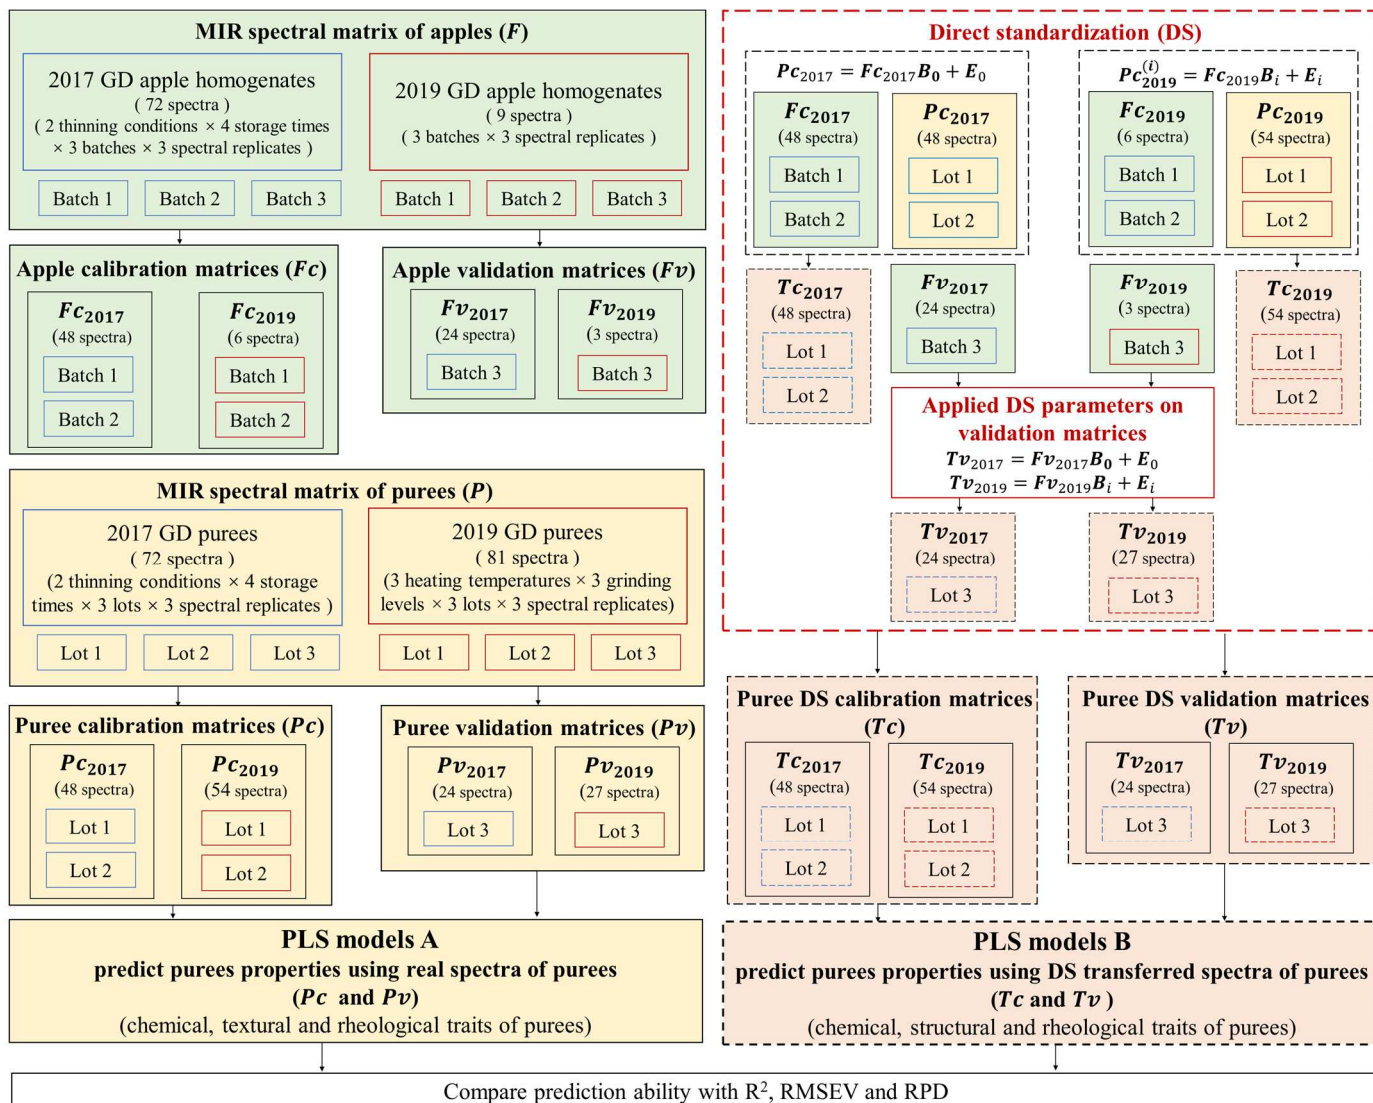 MIR spectral matrix of apples (F)
2017 GD apple homogenates
( 72 spectra )
( 2 thinning conditions × 4 storage times
× 3 batches × 3 spectral replicates )
2019 GD apple homogenates
( 9 spectra )
( 3 batches × 3 spectral replicates )
Batch 1 Batch 2 Batch 3
Batch 1 Batch 2 Batch 3
Apple calibration matrices (Fc)
Fc2017
(48 spectra)
Batch 1
Batch 2
Fc2019
(6 spectra)
Batch 1
Batch 2
Apple validation matrices (Fv)
Fv2017
(24 spectra)
Batch 3
Fv2019
(3 spectra)
Batch 3
MIR spectral matrix of purees (P)
2017 GD purees
( 72 spectra )
(2 thinning conditions × 4 storage
times × 3 lots × 3 spectral replicates )
2019 GD purees
( 81 spectra )
(3 heating temperatures × 3 grinding
levels × 3 lots × 3 spectral replicates)
Lot 1 Lot 2 Lot 3
Lot 1 Lot 2 Lot 3
Puree calibration matrices (Pc)
Pc2017
(48 spectra)
Lot 1
Lot 2
Pc2019
(54 spectra)
Lot 1
Lot 2
Puree validation matrices (Pv)
Pv2017
(24 spectra)
Lot 3
Pv2019
(27 spectra)
Lot 3
PLS models A
predict purees properties using real spectra of purees
(Pc and Pv)
(chemical, textural and rheological traits of purees)
Direct standardization (DS)
Pc2017 = Fc2017B0 + E0
Fc2017
(48 spectra)
Batch 1
Batch 2
Pc2017
(48 spectra)
Lot 1
Lot 2
Pc2019(i) = Fc2019Bi + Ei
Fc2019
(6 spectra)
Batch 1
Batch 2
Pc2019
(54 spectra)
Lot 1
Lot 2
Tc2017
(48 spectra)
Lot 1
Lot 2
Fv2017
(24 spectra)
Batch 3
Fv2019
(3 spectra)
Batch 3
Tc2019
(54 spectra)
Lot 1
Lot 2
Applied DS parameters on
validation matrices
Tv2017 = Fv2017B0 + E0
Tv2019 = Fv2019Bi + Ei
Tv2017
(24 spectra)
Lot 3
Tv2019
(27 spectra)
Lot 3
Puree DS calibration matrices
(Tc)
Tc2017
(48 spectra)
Lot 1
Lot 2
Tc2019
(54 spectra)
Lot 1
Lot 2
Puree DS validation matrices
(Tv)
Tv2017
(24 spectra)
Lot 3
Tv2019
(27 spectra)
Lot 3
PLS models B
predict purees properties using DS transferred spectra of purees
(Tc and Tv )
(chemical, structural and rheological traits of purees)
Compare prediction ability with R², RMSEV and RPD